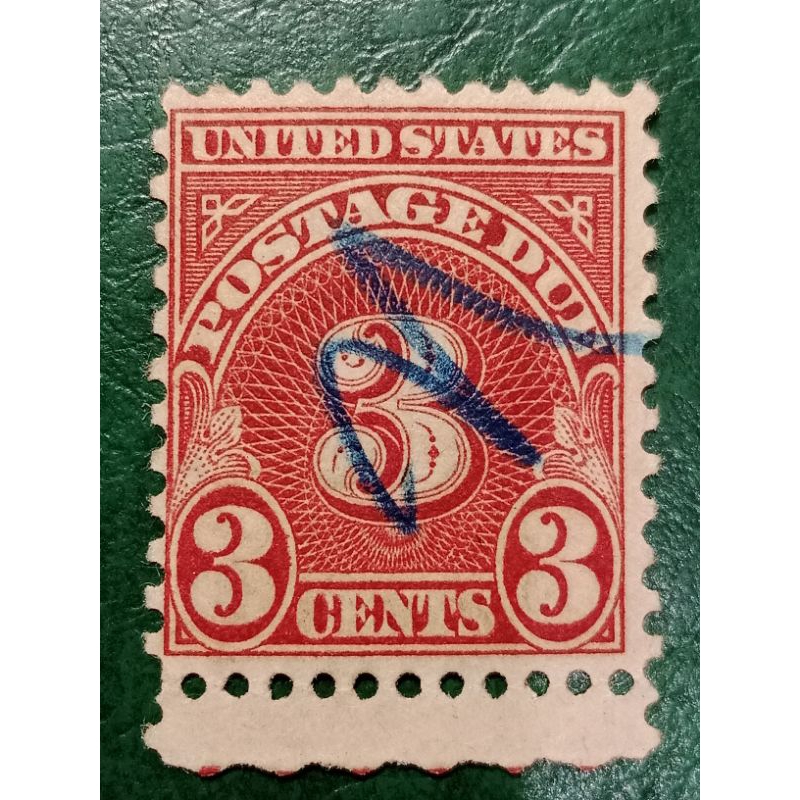 UNITED STATES
POSTAGE DUE
3
3 CENTS 3